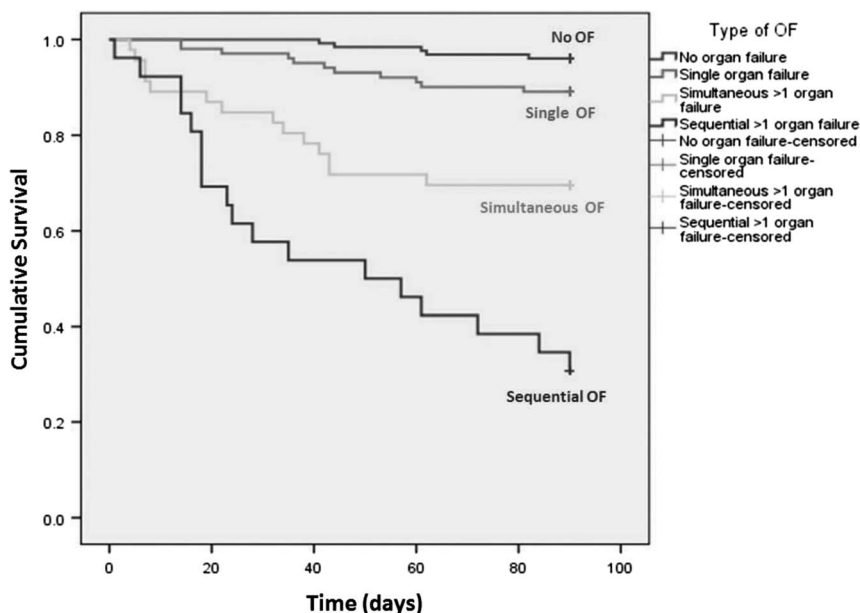 Type of OF
No organ failure
Single organ failure
Simultaneous >1 organ
failure
Sequential >1 organ failure
No organ failure-censored
Single organ failure-
censored
Simultaneous >1 organ
failure-censored
Sequential >1 organ
failure-censored
No OF
Single OF
Simultaneous OF
Sequential OF
Cumulative Survival
1.0
0.8
0.6
0.4
0.2
0.0
0 20 40 60 80 100
Time (days)